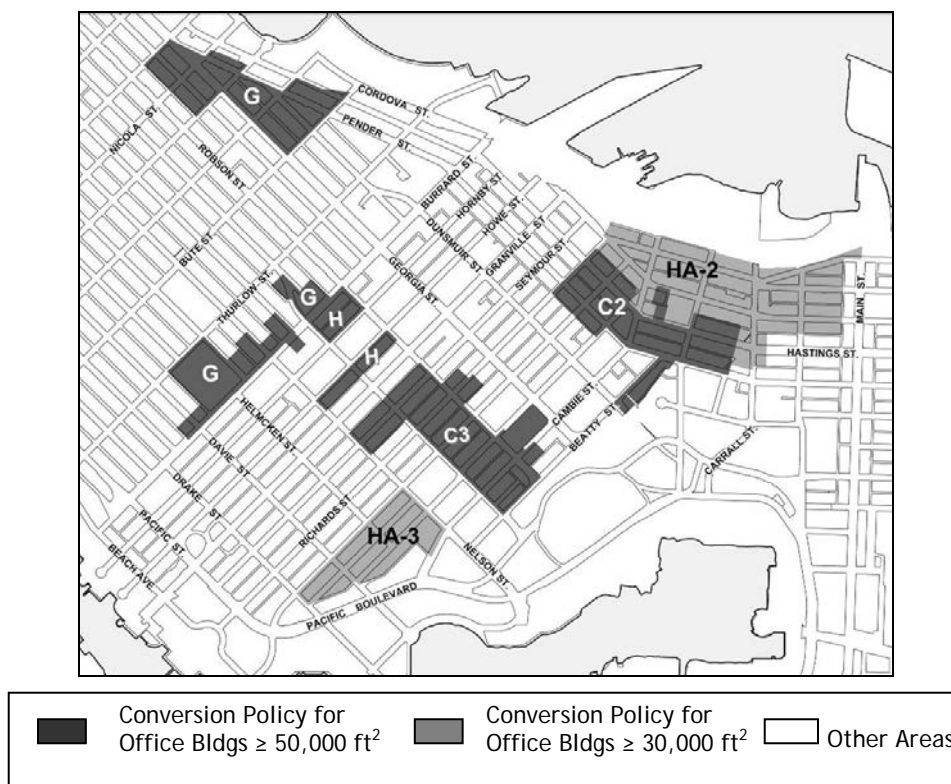 G
CORDOVA ST.
PENDER ST.
NICOLA ST.
ROBSON ST.
BURRARD ST.
HORNBY ST.
HOWE ST.
GRANVILLE ST
SEYMOUR ST.
DUNSMUIR ST.
BUTE ST.
GEORGIA ST.
THURLOW ST.
HA-2
MAIN ST.
G
H
C2
HASTINGS ST.
H
G
CAMBIE ST.
BEATTY ST.
HELMCKEN ST.
C3
CARRALL ST.
DAVIE ST
DRAKE ST
RICHARDS ST.
PACIFIC ST.
HA-3
NELSON ST.
BEACH AVE
PACIFIC BOULEVARD
Conversion Policy for
Office Bldgs ≥ 50,000 ft²
Conversion Policy for
Office Bldgs ≥ 30,000 ft²
Other Areas